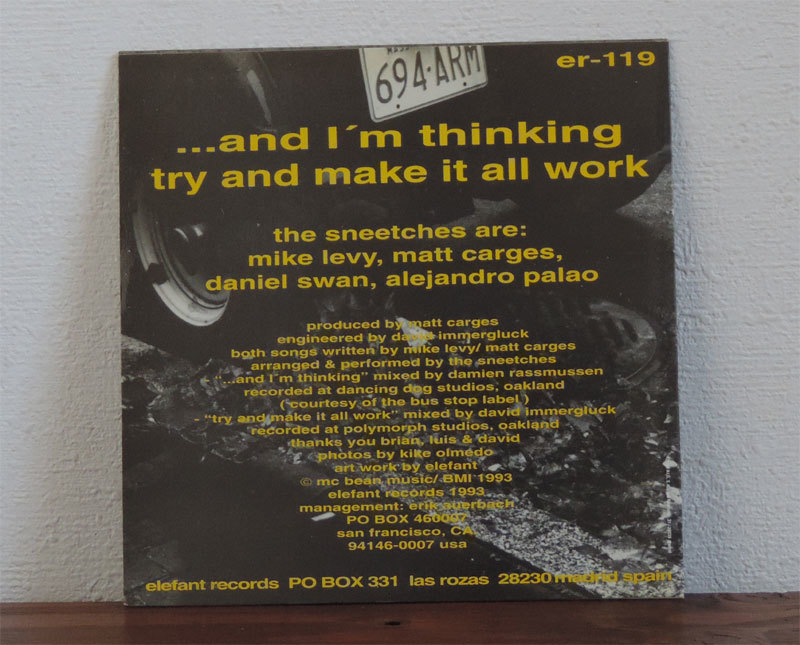 MASS
694·ARM
er-119
...and I´m thinking
try and make it all work
the sneetches are:
mike levy, matt carges,
daniel swan, alejandro palao
produced by matt carges
engineered by david immergluck
both songs written by mike levy/ matt carges
arranged & performed by the sneetches
- "...and I´m thinking" mixed by damien rassmussen
recorded at dancing dog studios, oakland
( courtesy of the bus stop label )
- "try and make it all work" mixed by david immergluck
recorded at polymorph studios, oakland
thanks you brian, luis & david
photos by kike olmedo
art work by elefant
© mc bean music/ BMI 1993
elefant records 1993
management: erik auerbach
PO BOX 460007
san francisco, CA.
94146-0007 usa
elefant records PO BOX 331 las rozas 28230 madrid spain